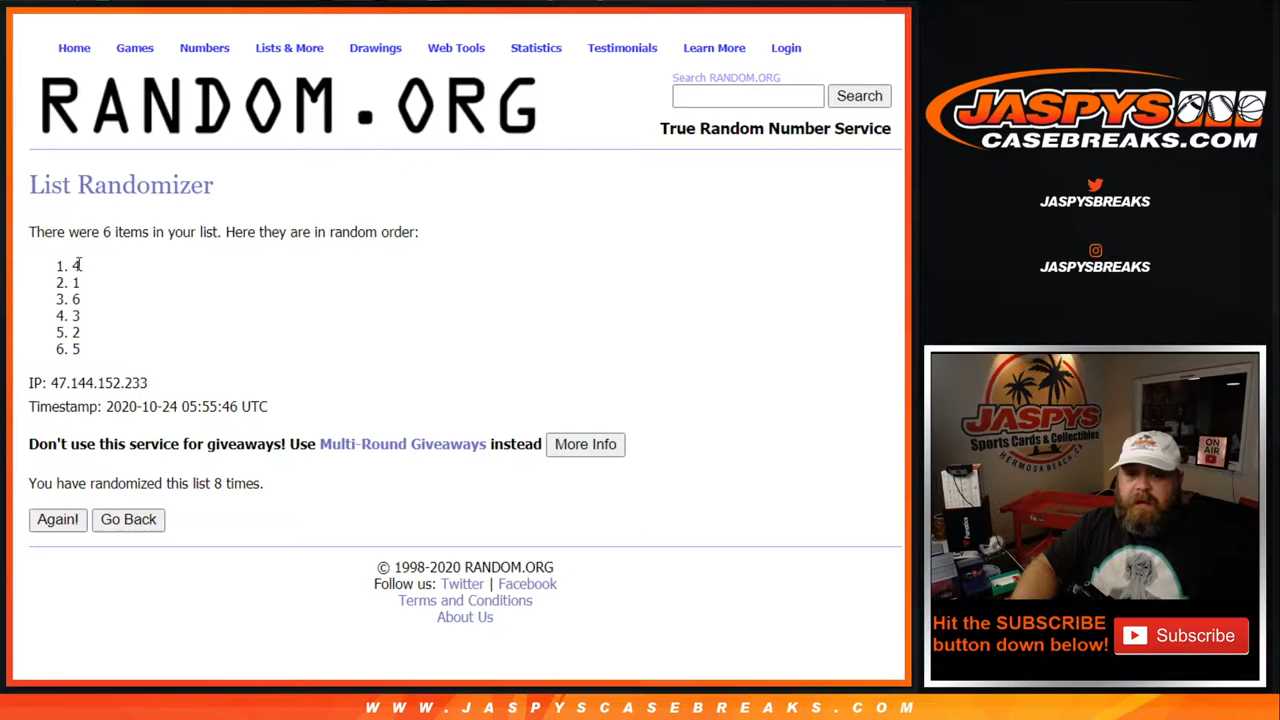 Home Games Numbers Lists & More Drawings Web Tools Statistics Testimonials Learn More Login
RANDOM.ORG
Search RANDOM.ORG
Search
True Random Number Service
List Randomizer
There were 6 items in your list. Here they are in random order:
1. 4
2. 1
3. 6
4. 3
5. 2
6. 5
IP: 47.144.152.233
Timestamp: 2020-10-24 05:55:46 UTC
Don't use this service for giveaways! Use Multi-Round Giveaways instead More Info
You have randomized this list 8 times.
Again! Go Back
© 1998-2020 RANDOM.ORG
Follow us: Twitter | Facebook
Terms and Conditions
About Us
JASPYS
CASEBREAKS.COM
JASPYSBREAKS
JASPYSBREAKS
JASPYS
Sports Cards & Collectibles
HERMOSA BEACH, CA
ON AIR
Fanatics
Hit the SUBSCRIBE
button down below!
Subscribe
WWW.JASPYSCASEBREAKS.COM